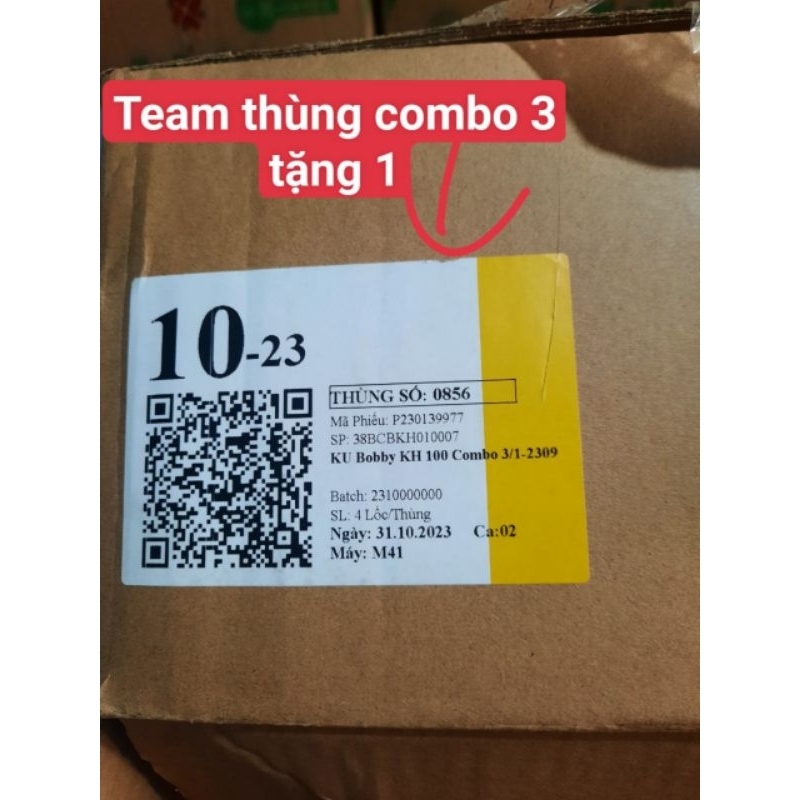 Team thùng combo 3
tặng 1
10-23
THÙNG SỐ: 0856
Mã Phiếu: P230139977
SP: 38BCBKH010007
KU Bobby KH 100 Combo 3/1-2309
Batch: 2310000000
SL: 4 Lốc/Thùng
Ngày: 31.10.2023 Ca:02
Máy: M41